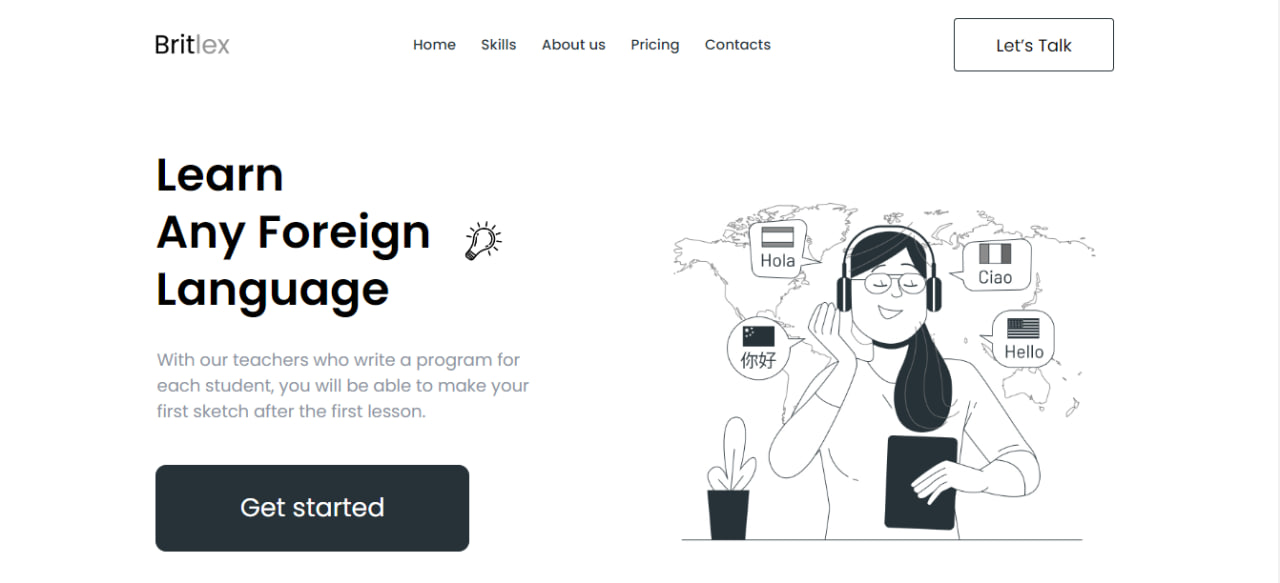 Britlex
Home Skills About us Pricing Contacts
Let’s Talk
Learn
Any Foreign
Language
With our teachers who write a program for
each student, you will be able to make your
first sketch after the first lesson.
Get started
Hola
Ciao
你好
Hello